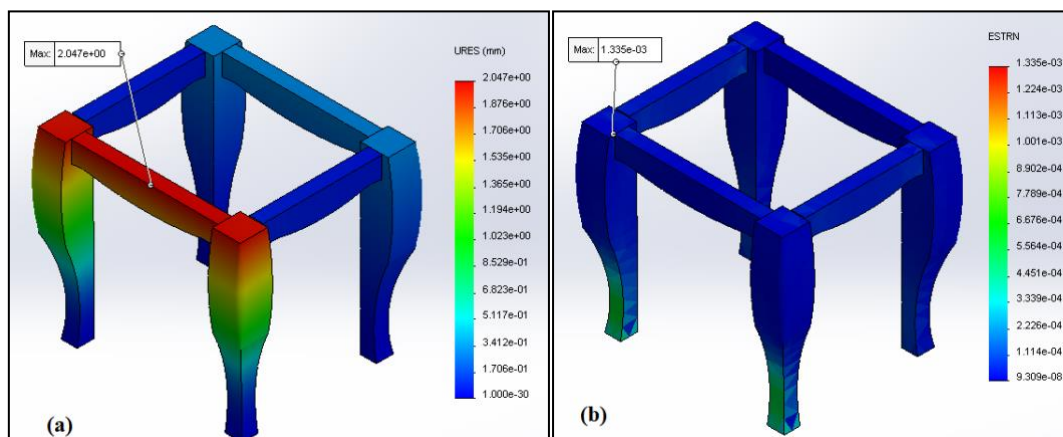 Max: 2.047e+00
URES (mm)
2.047e+00
1.876e+00
1.706e+00
1.535e+00
1.365e+00
1.194e+00
1.023e+00
8.529e-01
6.823e-01
5.117e-01
3.412e-01
1.706e-01
1.000e-30
(a)
Max: 1.335e-03
ESTRN
1.335e-03
1.224e-03
1.113e-03
1.001e-03
8.902e-04
7.789e-04
6.676e-04
5.564e-04
4.451e-04
3.339e-04
2.226e-04
1.114e-04
9.309e-08
(b)